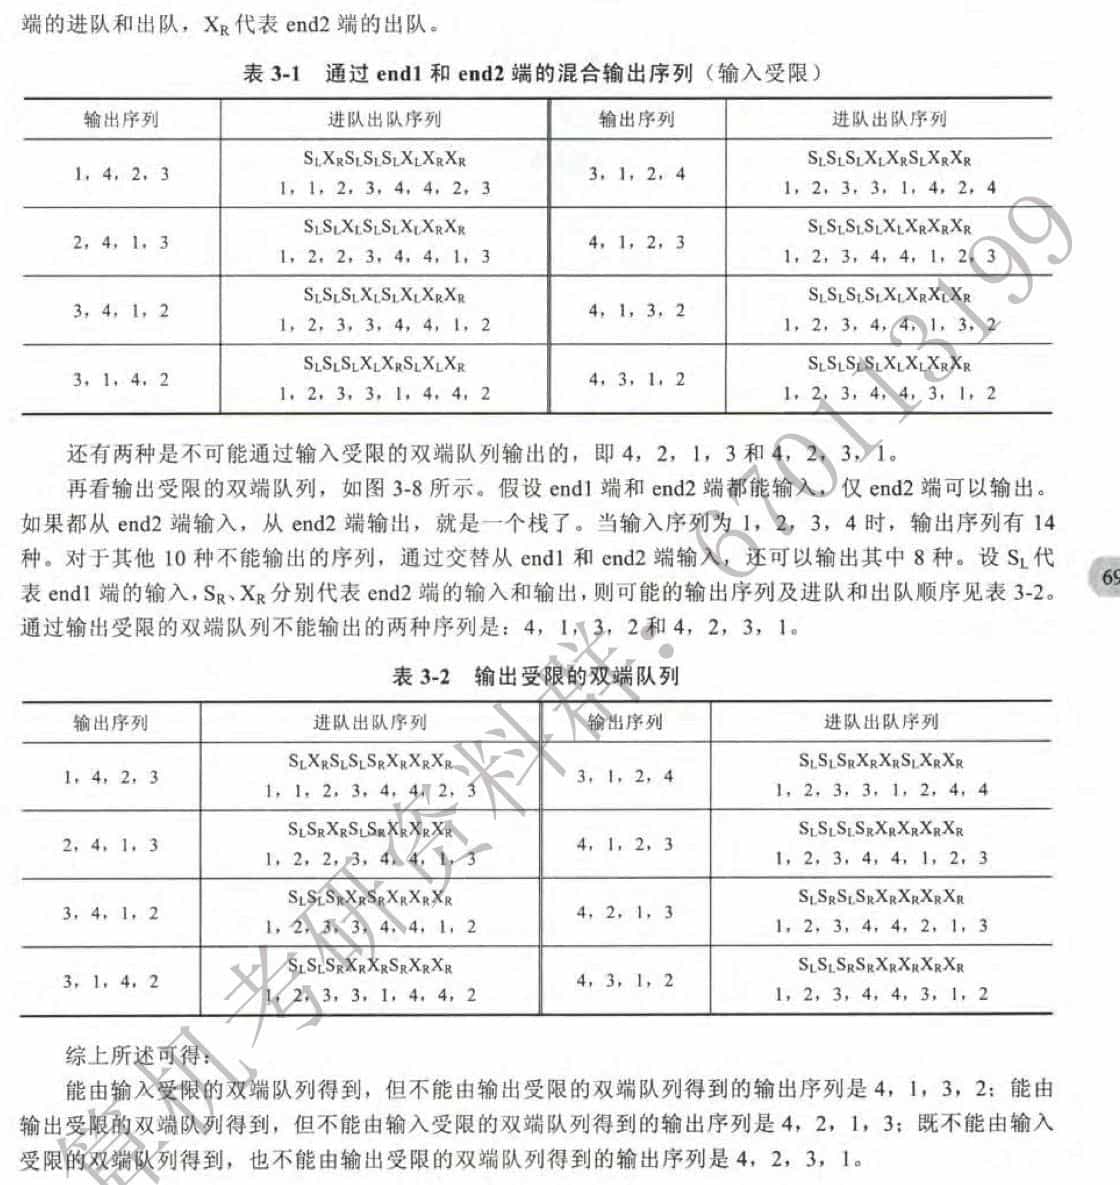 端的进队和出队，X_R 代表 end2 端的出队。
表 3-1 通过 end1 和 end2 端的混合输出序列（输入受限）
输出序列 进队出队序列 输出序列 进队出队序列
1，4，2，3 S_LX_RS_LS_LS_LX_LX_RX_R 3，1，2，4 S_LS_LS_LX_LX_RS_LX_RX_R
1，1，2，3，4，4，2，3 1，2，3，3，1，4，2，4
2，4，1，3 S_LS_LX_LS_LS_LX_LX_RX_R 4，1，2，3 S_LS_LS_LS_LX_LX_RX_RX_R
1，2，2，3，4，4，1，3 1，2，3，4，4，1，2，3
3，4，1，2 S_LS_LS_LX_LS_LX_LX_RX_R 4，1，3，2 S_LS_LS_LS_LX_LX_RX_LX_R
1，2，3，3，4，4，1，2 1，2，3，4，4，1，3，2
3，1，4，2 S_LS_LS_LX_LX_RS_LX_LX_R 4，3，1，2 S_LS_LS_LS_LX_LX_LX_RX_R
1，2，3，3，1，4，4，2 1，2，3，4，4，3，1，2
还有两种是不可能通过输入受限的双端队列输出的，即 4，2，1，3 和 4，2，3，1。
再看输出受限的双端队列，如图 3-8 所示。假设 end1 端和 end2 端都能输入，仅 end2 端可以输出。
如果都从 end2 端输入，从 end2 端输出，就是一个栈了。当输入序列为 1，2，3，4 时，输出序列有 14
种。对于其他 10 种不能输出的序列，通过交替从 end1 和 end2 端输入，还可以输出其中 8 种。设 S_L 代
表 end1 端的输入，S_R、X_R 分别代表 end2 端的输入和输出，则可能的输出序列及进队和出队顺序见表 3-2。
通过输出受限的双端队列不能输出的两种序列是：4，1，3，2 和 4，2，3，1。
69
表 3-2 输出受限的双端队列
输出序列 进队出队序列 输出序列 进队出队序列
1，4，2，3 S_LX_RS_LS_LS_RX_RX_RX_R 3，1，2，4 S_LS_LS_RX_RX_RS_LX_RX_R
1，1，2，3，4，4，2，3 1，2，3，3，1，2，4，4
2，4，1，3 S_LS_RX_RS_LS_RX_RX_RX_R 4，1，2，3 S_LS_LS_LS_RX_RX_RX_RX_R
1，2，2，3，4，4，1，3 1，2，3，4，4，1，2，3
3，4，1，2 S_LS_LS_RX_RS_RX_RX_RX_R 4，2，1，3 S_LS_RS_LS_RX_RX_RX_RX_R
1，2，3，3，4，4，1，2 1，2，3，4，4，2，1，3
3，1，4，2 S_LS_LS_RX_RX_RS_RX_RX_R 4，3，1，2 S_LS_LS_RS_RX_RX_RX_RX_R
1，2，3，3，1，4，4，2 1，2，3，4，4，3，1，2
综上所述可得：
能由输入受限的双端队列得到，但不能由输出受限的双端队列得到的输出序列是 4，1，3，2；能由
输出受限的双端队列得到，但不能由输入受限的双端队列得到的输出序列是 4，2，1，3；既不能由输入
受限的双端队列得到，也不能由输出受限的双端队列得到的输出序列是 4，2，3，1。
算机考研资料群：670113199